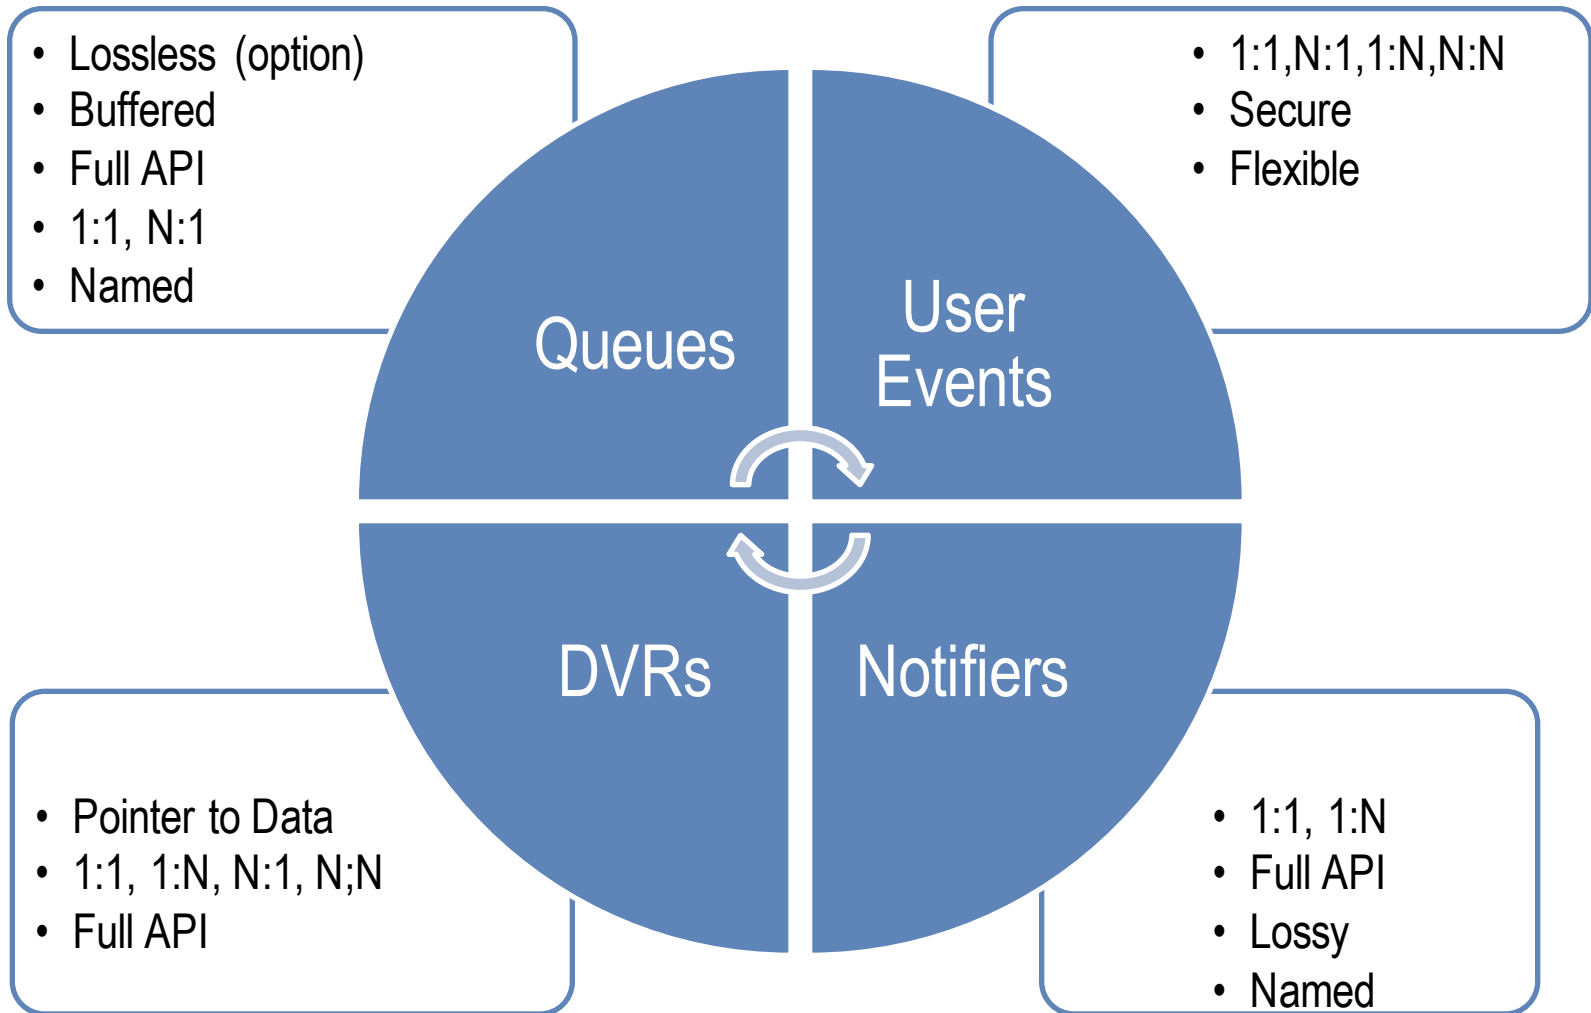 • Lossless (option)
• Buffered
• Full API
• 1:1, N:1
• Named
• 1:1,N:1,1:N,N:N
• Secure
• Flexible
Queues
User
Events
DVRs
Notifiers
• Pointer to Data
• 1:1, 1:N, N:1, N;N
• Full API
• 1:1, 1:N
• Full API
• Lossy
• Named